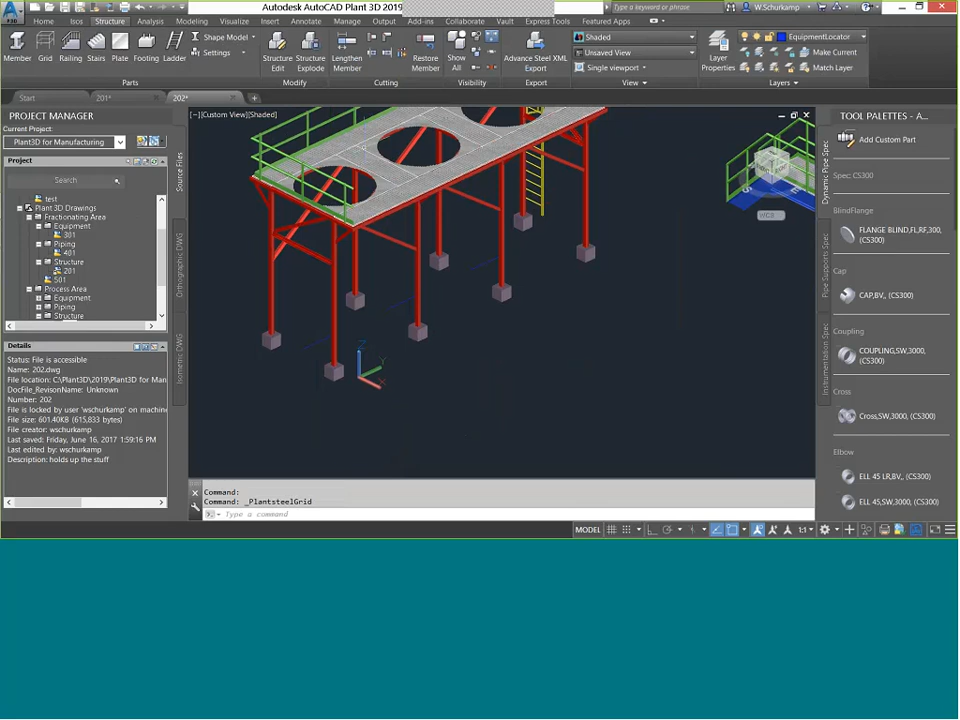 Autodesk AutoCAD Plant 3D 2019
Type a keyword or phrase
W.Schurkamp
P3D
Home Isos Structure Analysis Modeling Visualize Insert Annotate Manage Output Add-ins Collaborate Vault Express Tools Featured Apps
Member Grid Railing Stairs Plate Footing Ladder
Shape Model
Settings
Structure Edit
Structure Explode
Lengthen Member
Restore Member
Show All
Advance Steel XML Export
Shaded
Unsaved View
Single viewport
Layer Properties
EquipmentLocator
Make Current
Match Layer
Parts Modify Cutting Visibility Export View Layers
Start 201* 202*
PROJECT MANAGER
Current Project:
Plant3D for Manufacturing
Project
Search
test
Plant 3D Drawings
Fractionating Area
Equipment
301
Piping
401
Structure
201
501
Process Area
Equipment
Piping
Structure
Details
Status: File is accessible
Name: 202.dwg
File location: C:\Plant3D\2019\Plant3D for Man
DocFile_RevisonName: Unknown
Number: 202
File is locked by user 'wschurkamp' on machin
File size: 601.40KB (615,833 bytes)
File creator: wschurkamp
Last saved: Friday, June 16, 2017 1:59:16 PM
Last edited by: wschurkamp
Description: holds up the stuff
Source Files
Orthographic DWG
Isometric DWG
[−][Custom View][Shaded]
WCS
Z
Y
X
Command:
Command: _PlantsteelGrid
Type a command
TOOL PALETTES - A...
Dynamic Pipe Spec
Pipe Supports Spec
Instrumentation Spec
Add Custom Part
Spec: CS300
BlindFlange
FLANGE BLIND,FL,RF,300, (CS300)
Cap
CAP,BV,, (CS300)
Coupling
COUPLING,SW,3000, (CS300)
Cross
Cross,SW,3000, (CS300)
Elbow
ELL 45 LR,BV,, (CS300)
ELL 45,SW,3000, (CS300)
MODEL
1:1